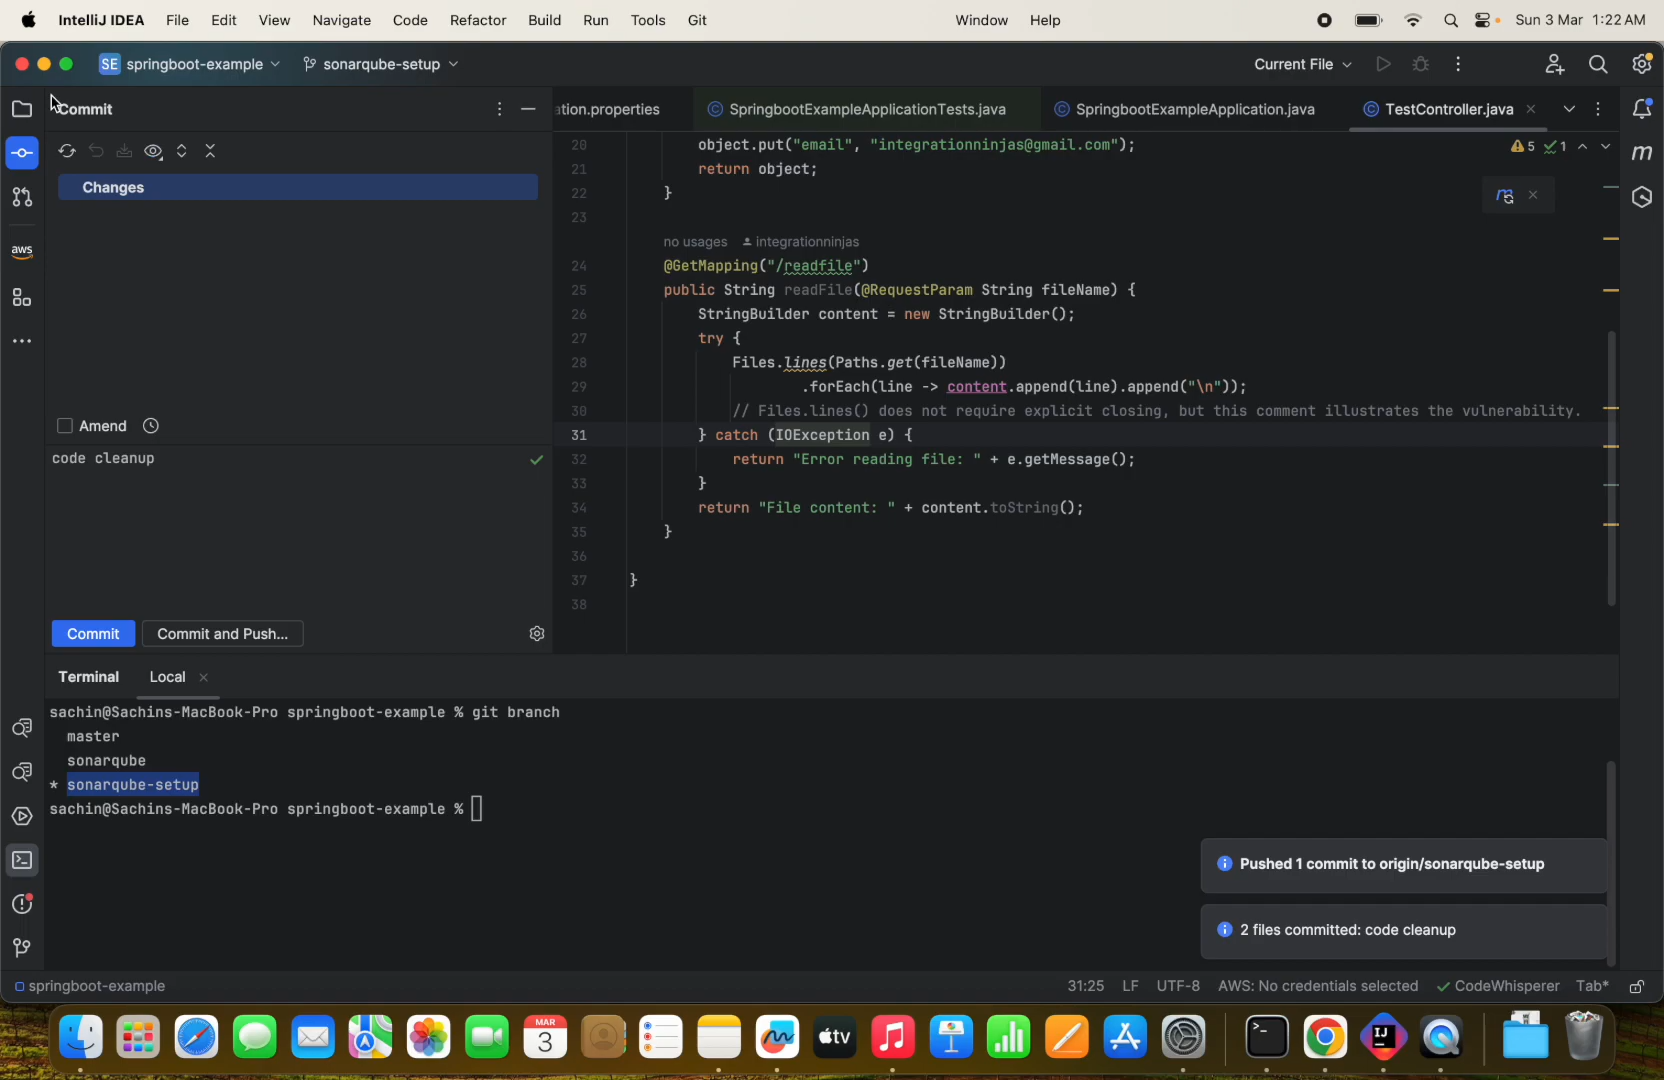 IntelliJ IDEA File Edit View Navigate Code Refactor Build Run Tools Git Window Help Sun 3 Mar 1:22 AM
SE springboot-example sonarqube-setup Current File
Commit
ation.properties SpringbootExampleApplicationTests.java SpringbootExampleApplication.java TestController.java
Changes
Amend
code cleanup
Commit Commit and Push...
aws
m
5 1
20 object.put("email", "integrationninjas@gmail.com");
21 return object;
22 }
23
no usages integrationninjas
24 @GetMapping("/readfile")
25 public String readFile(@RequestParam String fileName) {
26 StringBuilder content = new StringBuilder();
27 try {
28 Files.lines(Paths.get(fileName))
29 .forEach(line -> content.append(line).append("\n"));
30 // Files.lines() does not require explicit closing, but this comment illustrates the vulnerability.
31 } catch (IOException e) {
32 return "Error reading file: " + e.getMessage();
33 }
34 return "File content: " + content.toString();
35 }
36
37 }
38
Terminal Local
sachin@Sachins-MacBook-Pro springboot-example % git branch
master
sonarqube
* sonarqube-setup
sachin@Sachins-MacBook-Pro springboot-example %
Pushed 1 commit to origin/sonarqube-setup
2 files committed: code cleanup
springboot-example 31:25 LF UTF-8 AWS: No credentials selected CodeWhisperer Tab*
MAR
3
tv
IJ